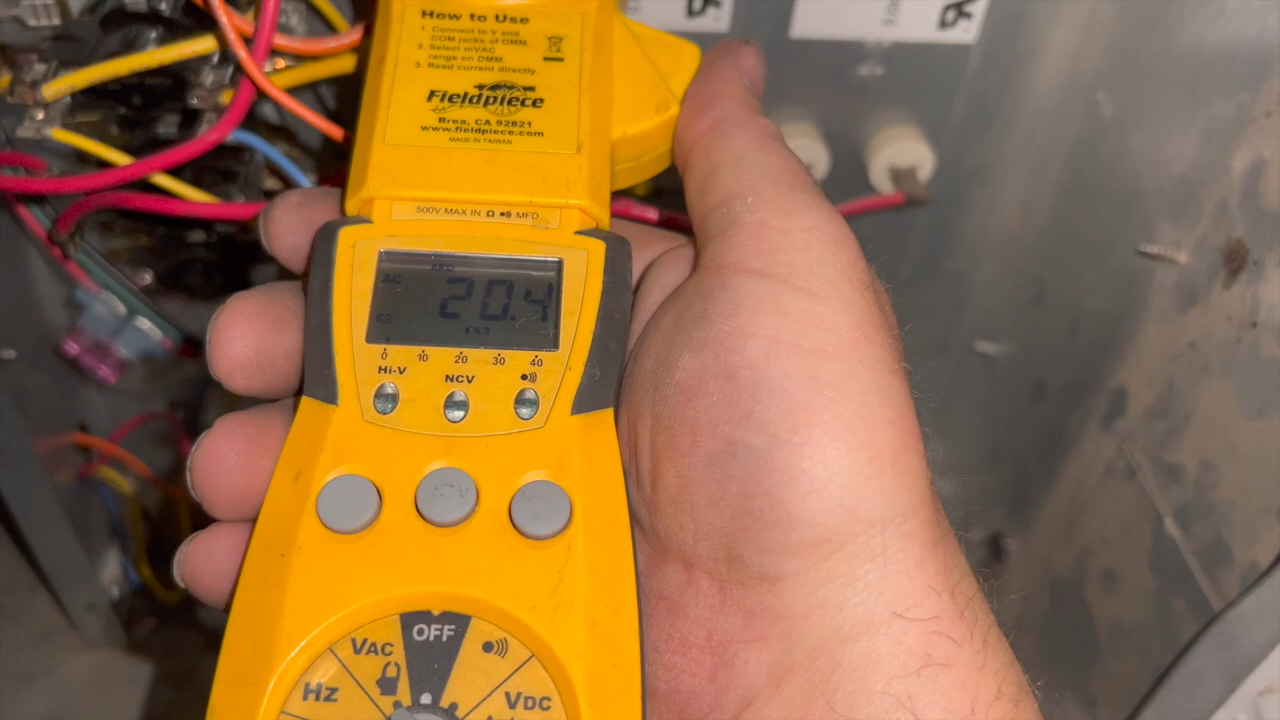 How to Use
1. Connect to V and
COM jacks of DMM.
2. Select mVAC
range on DMM.
3. Read current directly.
Fieldpiece
Brea, CA 92821
www.fieldpiece.com
MADE IN TAIWAN
500V MAX IN Ω MFD
AC
20.4
0 10 20 30 40
Hi-V NCV
OFF
VAC
Hz
VDC